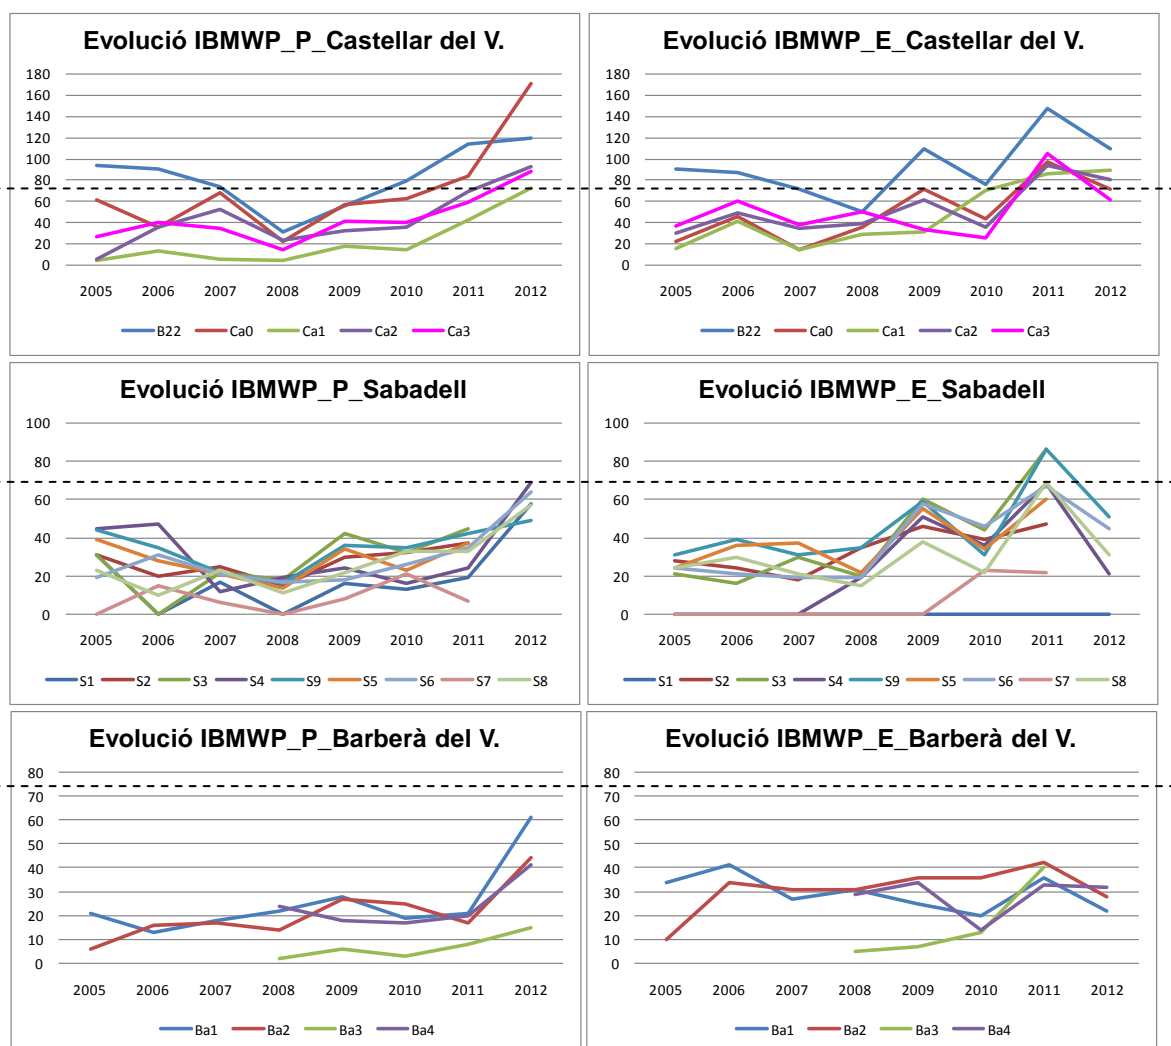 Evolució IBMWP_P_Castellar del V.
180
160
140
120
100
80
60
40
20
0
2005 2006 2007 2008 2009 2010 2011 2012
B22 Ca0 Ca1 Ca2 Ca3
Evolució IBMWP_E_Castellar del V.
180
160
140
120
100
80
60
40
20
0
2005 2006 2007 2008 2009 2010 2011 2012
B22 Ca0 Ca1 Ca2 Ca3
Evolució IBMWP_P_Sabadell
100
80
60
40
20
0
2005 2006 2007 2008 2009 2010 2011 2012
S1 S2 S3 S4 S9 S5 S6 S7 S8
Evolució IBMWP_E_Sabadell
100
80
60
40
20
0
2005 2006 2007 2008 2009 2010 2011 2012
S1 S2 S3 S4 S9 S5 S6 S7 S8
Evolució IBMWP_P_Barberà del V.
80
70
60
50
40
30
20
10
0
2005 2006 2007 2008 2009 2010 2011 2012
Ba1 Ba2 Ba3 Ba4
Evolució IBMWP_E_Barberà del V.
80
70
60
50
40
30
20
10
0
2005 2006 2007 2008 2009 2010 2011 2012
Ba1 Ba2 Ba3 Ba4